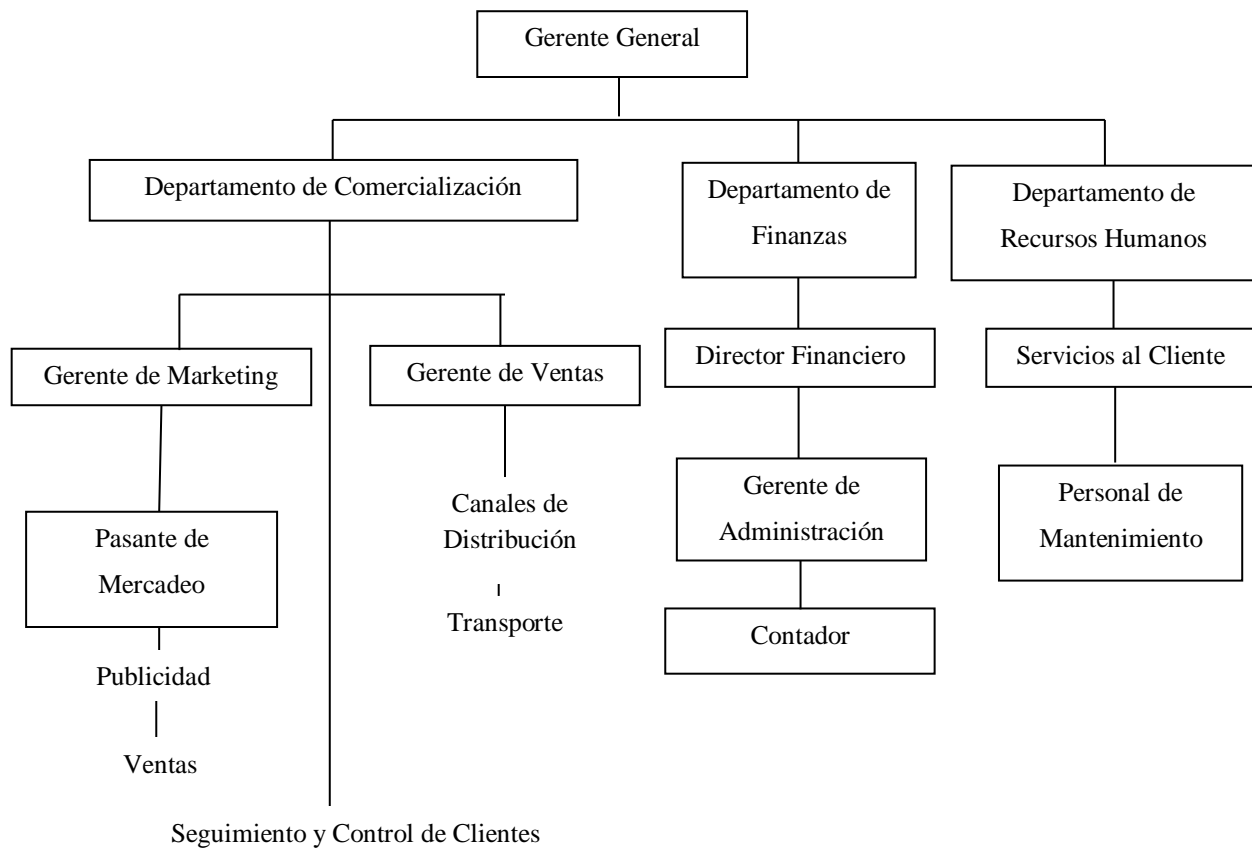 Gerente General
Departamento de Comercialización
Departamento de
Finanzas
Departamento de
Recursos Humanos
Gerente de Marketing
Gerente de Ventas
Director Financiero
Servicios al Cliente
Pasante de
Mercadeo
Canales de
Distribución
Gerente de
Administración
Personal de
Mantenimiento
Transporte
Contador
Publicidad
Ventas
Seguimiento y Control de Clientes